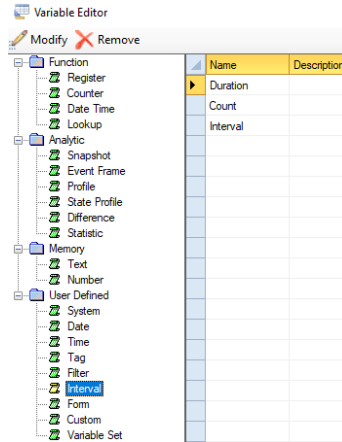 Variable Editor
Modify Remove
Function
Register
Counter
Date Time
Lookup
Analytic
Snapshot
Event Frame
Profile
State Profile
Difference
Statistic
Memory
Text
Number
User Defined
System
Date
Time
Tag
Filter
Interval
Form
Custom
Variable Set
Name Description
Duration
Count
Interval